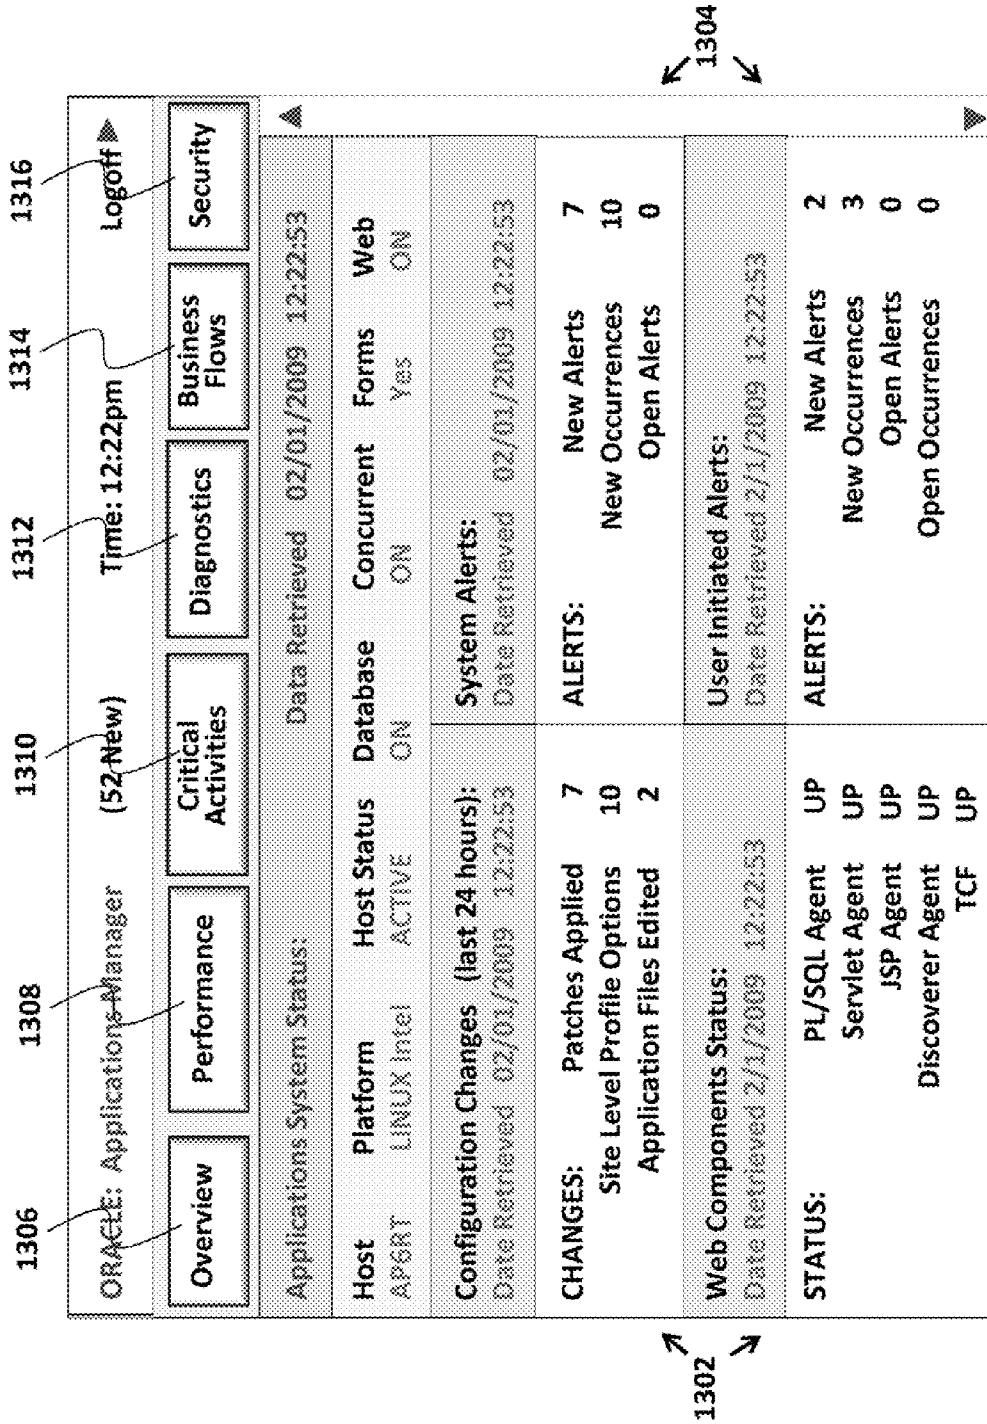 1306 1308 1310 1312 1314 1316
ORACLE: Applications Manager (52 New) Time: 12:22pm Logoff
Overview Performance Critical Activities Diagnostics Business Flows Security
Applications System Status: Data Retrieved 02/01/2009 12:22:53
Host Platform Host Status Database Concurrent Forms Web
AP6RT LINUX Intel ACTIVE ON ON Yes ON
Configuration Changes (last 24 hours):
Date Retrieved 02/01/2009 12:22:53
System Alerts:
Date Retrieved 02/01/2009 12:22:53
CHANGES: Patches Applied 7
Site Level Profile Options 10
Application Files Edited 2
ALERTS: New Alerts 7
New Occurrences 10
Open Alerts 0
1302
1304
Web Components Status:
Date Retrieved 2/1/2009 12:22:53
User Initiated Alerts:
Date Retrieved 2/1/2009 12:22:53
STATUS: PL/SQL Agent UP
Servlet Agent UP
JSP Agent UP
Discoverer Agent UP
TCF UP
ALERTS: New Alerts 2
New Occurrences 3
Open Alerts 0
Open Occurrences 0